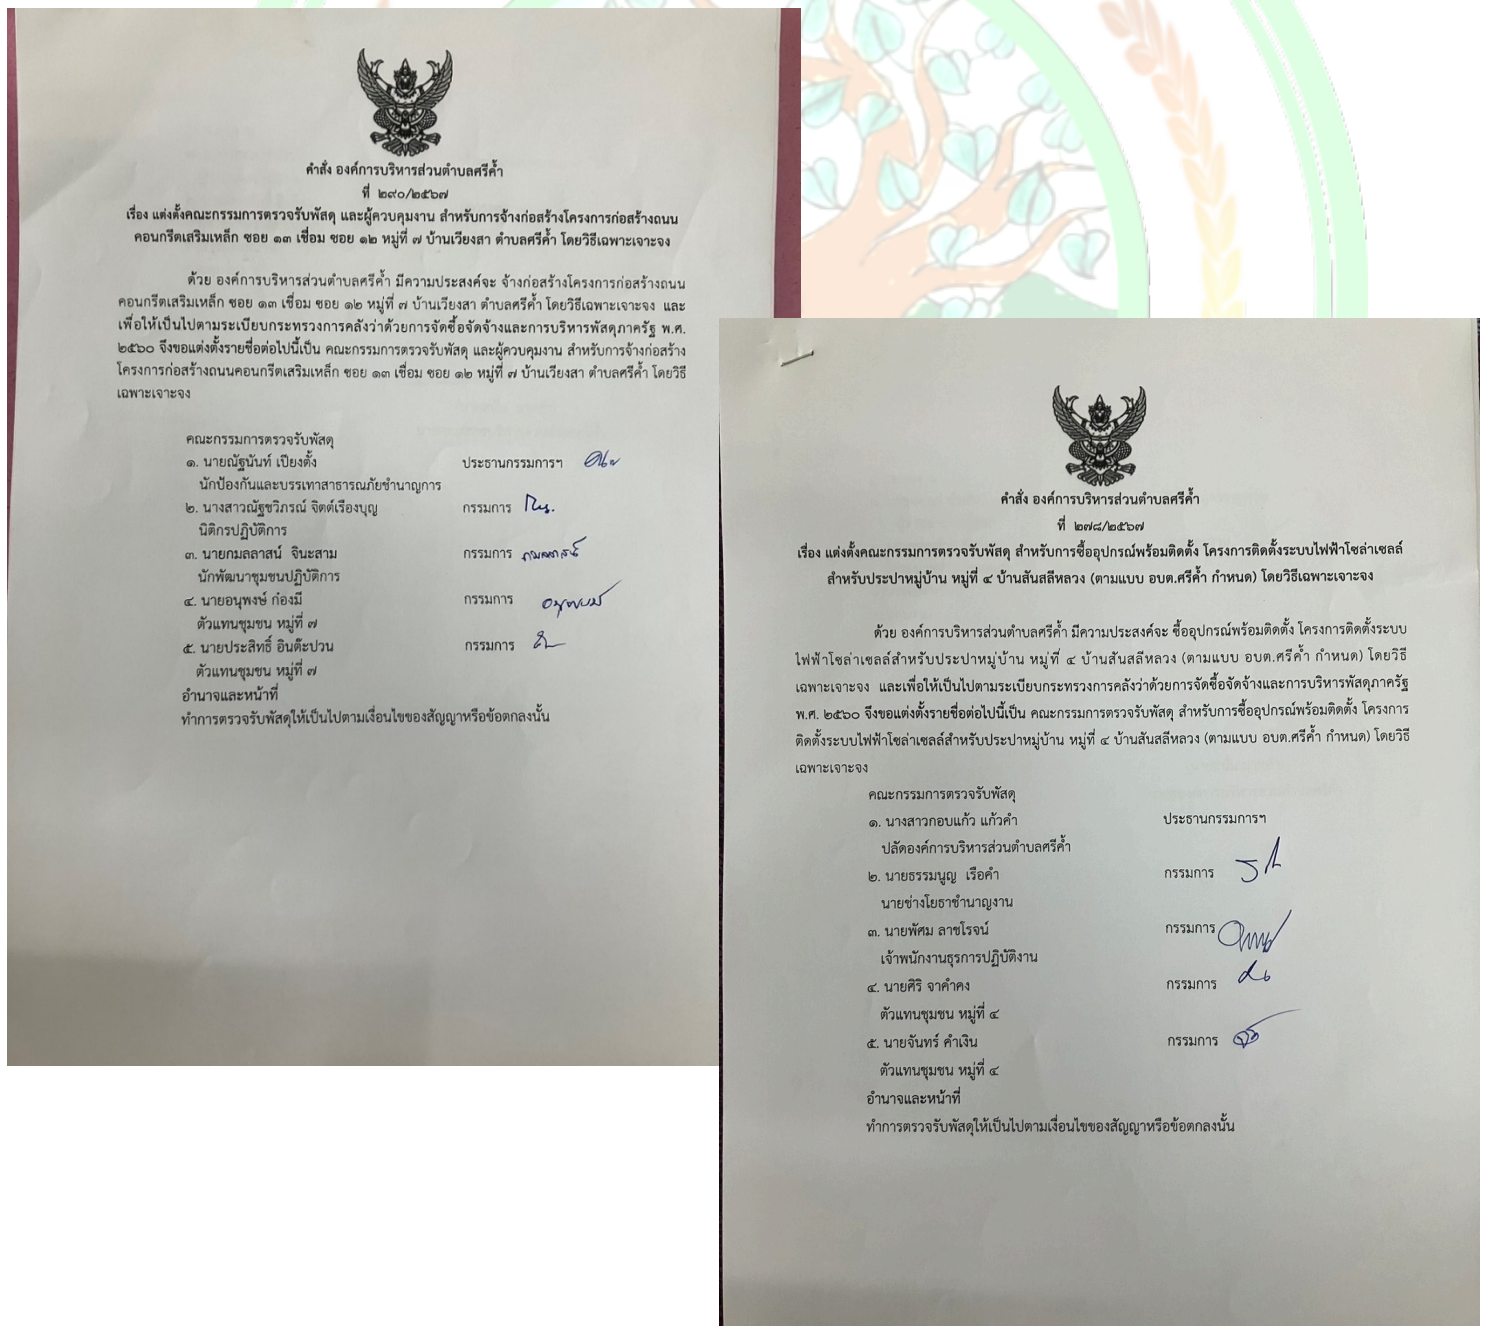 คำสั่ง องค์การบริหารส่วนตำบลศรีค้ำ
ที่ ๒๙๐/๒๕๖๗
เรื่อง แต่งตั้งคณะกรรมการตรวจรับพัสดุ และผู้ควบคุมงาน สำหรับการจ้างก่อสร้างโครงการก่อสร้างถนน
คอนกรีตเสริมเหล็ก ซอย ๑๓ เชื่อม ซอย ๑๒ หมู่ที่ ๗ บ้านเวียงสา ตำบลศรีค้ำ โดยวิธีเฉพาะเจาะจง
ด้วย องค์การบริหารส่วนตำบลศรีค้ำ มีความประสงค์จะ จ้างก่อสร้างโครงการก่อสร้างถนน
คอนกรีตเสริมเหล็ก ซอย ๑๓ เชื่อม ซอย ๑๒ หมู่ที่ ๗ บ้านเวียงสา ตำบลศรีค้ำ โดยวิธีเฉพาะเจาะจง และ
เพื่อให้เป็นไปตามระเบียบกระทรวงการคลังว่าด้วยการจัดซื้อจัดจ้างและการบริหารพัสดุภาครัฐ พ.ศ.
๒๕๖๐ จึงขอแต่งตั้งรายชื่อต่อไปนี้เป็น คณะกรรมการตรวจรับพัสดุ และผู้ควบคุมงาน สำหรับการจ้างก่อสร้าง
โครงการก่อสร้างถนนคอนกรีตเสริมเหล็ก ซอย ๑๓ เชื่อม ซอย ๑๒ หมู่ที่ ๗ บ้านเวียงสา ตำบลศรีค้ำ โดยวิธี
เฉพาะเจาะจง
คณะกรรมการตรวจรับพัสดุ
๑. นายณัฐนันท์ เปียงตั้ง ประธานกรรมการฯ
นักป้องกันและบรรเทาสาธารณภัยชำนาญการ
๒. นางสาวณัฐชวิภรณ์ จิตต์เรืองบุญ กรรมการ
นิติกรปฏิบัติการ
๓. นายกมลลาสน์ จินะสาม กรรมการ กมลลาสน์
นักพัฒนาชุมชนปฏิบัติการ
๔. นายอนุพงษ์ ก๋องมี กรรมการ
ตัวแทนชุมชน หมู่ที่ ๗
๕. นายประสิทธิ์ อินต๊ะปวน กรรมการ
ตัวแทนชุมชน หมู่ที่ ๗
อำนาจและหน้าที่
ทำการตรวจรับพัสดุให้เป็นไปตามเงื่อนไขของสัญญาหรือข้อตกลงนั้น
คำสั่ง องค์การบริหารส่วนตำบลศรีค้ำ
ที่ ๒๗๘/๒๕๖๗
เรื่อง แต่งตั้งคณะกรรมการตรวจรับพัสดุ สำหรับการซื้ออุปกรณ์พร้อมติดตั้ง โครงการติดตั้งระบบไฟฟ้าโซล่าเซลล์
สำหรับประปาหมู่บ้าน หมู่ที่ ๔ บ้านสันสลีหลวง (ตามแบบ อบต.ศรีค้ำ กำหนด) โดยวิธีเฉพาะเจาะจง
ด้วย องค์การบริหารส่วนตำบลศรีค้ำ มีความประสงค์จะ ซื้ออุปกรณ์พร้อมติดตั้ง โครงการติดตั้งระบบ
ไฟฟ้าโซล่าเซลล์สำหรับประปาหมู่บ้าน หมู่ที่ ๔ บ้านสันสลีหลวง (ตามแบบ อบต.ศรีค้ำ กำหนด) โดยวิธี
เฉพาะเจาะจง และเพื่อให้เป็นไปตามระเบียบกระทรวงการคลังว่าด้วยการจัดซื้อจัดจ้างและการบริหารพัสดุภาครัฐ
พ.ศ. ๒๕๖๐ จึงขอแต่งตั้งรายชื่อต่อไปนี้เป็น คณะกรรมการตรวจรับพัสดุ สำหรับการซื้ออุปกรณ์พร้อมติดตั้ง โครงการ
ติดตั้งระบบไฟฟ้าโซล่าเซลล์สำหรับประปาหมู่บ้าน หมู่ที่ ๔ บ้านสันสลีหลวง (ตามแบบ อบต.ศรีค้ำ กำหนด) โดยวิธี
เฉพาะเจาะจง
คณะกรรมการตรวจรับพัสดุ
๑. นางสาวกอบแก้ว แก้วคำ ประธานกรรมการฯ
ปลัดองค์การบริหารส่วนตำบลศรีค้ำ
๒. นายธรรมนูญ เรือคำ กรรมการ
นายช่างโยธาชำนาญงาน
๓. นายพัศม ลาชโรจน์ กรรมการ
เจ้าพนักงานธุรการปฏิบัติงาน
๔. นายศิริ จาคำคง กรรมการ
ตัวแทนชุมชน หมู่ที่ ๔
๕. นายจันทร์ คำเงิน กรรมการ
ตัวแทนชุมชน หมู่ที่ ๔
อำนาจและหน้าที่
ทำการตรวจรับพัสดุให้เป็นไปตามเงื่อนไขของสัญญาหรือข้อตกลงนั้น